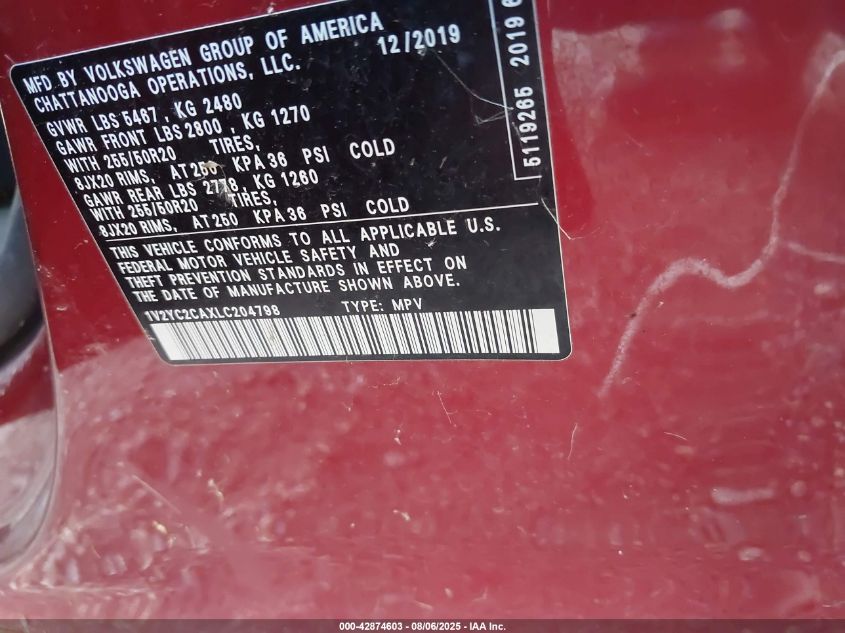 MFD BY VOLKSWAGEN GROUP OF AMERICA
CHATTANOOGA OPERATIONS, LLC. 12/2019
GVWR LBS 5467 , KG 2480
GAWR FRONT LBS 2800 , KG 1270
WITH 255/50R20 TIRES,
8JX20 RIMS, AT 250 KPA 36 PSI COLD
GAWR REAR LBS 2778 , KG 1260
WITH 255/50R20 TIRES,
8JX20 RIMS, AT 250 KPA 36 PSI COLD
THIS VEHICLE CONFORMS TO ALL APPLICABLE U.S.
FEDERAL MOTOR VEHICLE SAFETY AND
THEFT PREVENTION STANDARDS IN EFFECT ON
THE DATE OF MANUFACTURE SHOWN ABOVE.
1V2YC2CAXLC204798 TYPE: MPV
5119265 2019
000-42874603 - 08/06/2025 - IAA Inc.